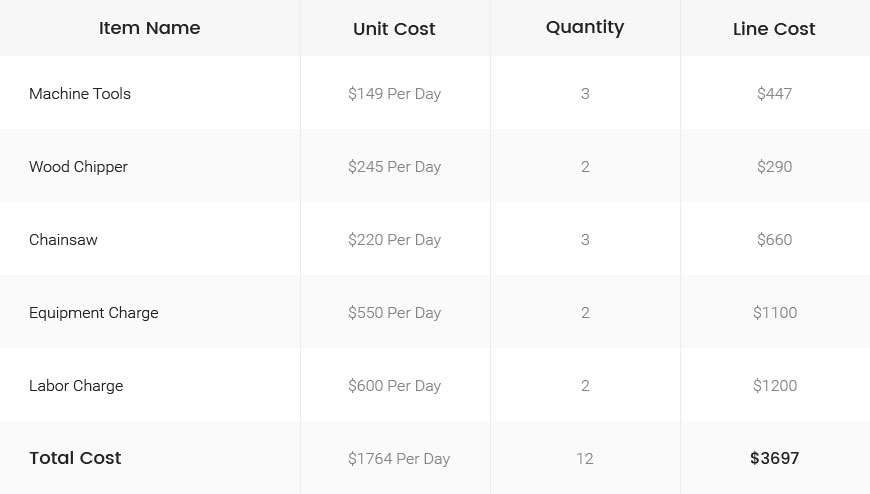 Item Name Unit Cost Quantity Line Cost
Machine Tools $149 Per Day 3 $447
Wood Chipper $245 Per Day 2 $290
Chainsaw $220 Per Day 3 $660
Equipment Charge $550 Per Day 2 $1100
Labor Charge $600 Per Day 2 $1200
Total Cost $1764 Per Day 12 $3697